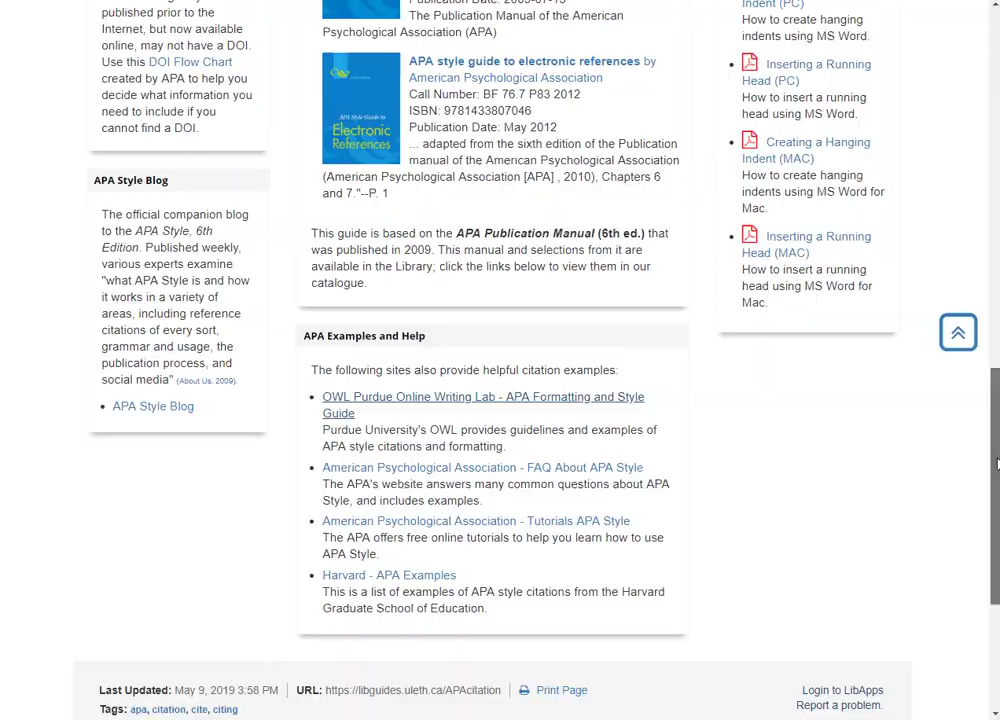 published prior to the
Internet, but now available
online, may not have a DOI.
Use this DOI Flow Chart
created by APA to help you
decide what information you
need to include if you
cannot find a DOI.
APA Style Blog
The official companion blog
to the APA Style, 6th
Edition. Published weekly,
various experts examine
"what APA Style is and how
it works in a variety of
areas, including reference
citations of every sort,
grammar and usage, the
publication process, and
social media" (About Us, 2009).
APA Style Blog
The Publication Manual of the American
Psychological Association (APA)
APA Style Guide to
Electronic
References
APA style guide to electronic references by
American Psychological Association
Call Number: BF 76.7 P83 2012
ISBN: 9781433807046
Publication Date: May 2012
... adapted from the sixth edition of the Publication
manual of the American Psychological Association
(American Psychological Association [APA] , 2010), Chapters 6
and 7."--P. 1
This guide is based on the APA Publication Manual (6th ed.) that
was published in 2009. This manual and selections from it are
available in the Library; click the links below to view them in our
catalogue.
APA Examples and Help
The following sites also provide helpful citation examples:
OWL Purdue Online Writing Lab - APA Formatting and Style
Guide
Purdue University's OWL provides guidelines and examples of
APA style citations and formatting.
American Psychological Association - FAQ About APA Style
The APA's website answers many common questions about APA
Style, and includes examples.
American Psychological Association - Tutorials APA Style
The APA offers free online tutorials to help you learn how to use
APA Style.
Harvard - APA Examples
This is a list of examples of APA style citations from the Harvard
Graduate School of Education.
Indent (PC)
How to create hanging
indents using MS Word.
Inserting a Running
Head (PC)
How to insert a running
head using MS Word.
Creating a Hanging
Indent (MAC)
How to create hanging
indents using MS Word for
Mac.
Inserting a Running
Head (MAC)
How to insert a running
head using MS Word for
Mac.
Last Updated: May 9, 2019 3:58 PM
URL: https://libguides.uleth.ca/APAcitation
Print Page
Login to LibApps
Report a problem.
Tags: apa, citation, cite, citing